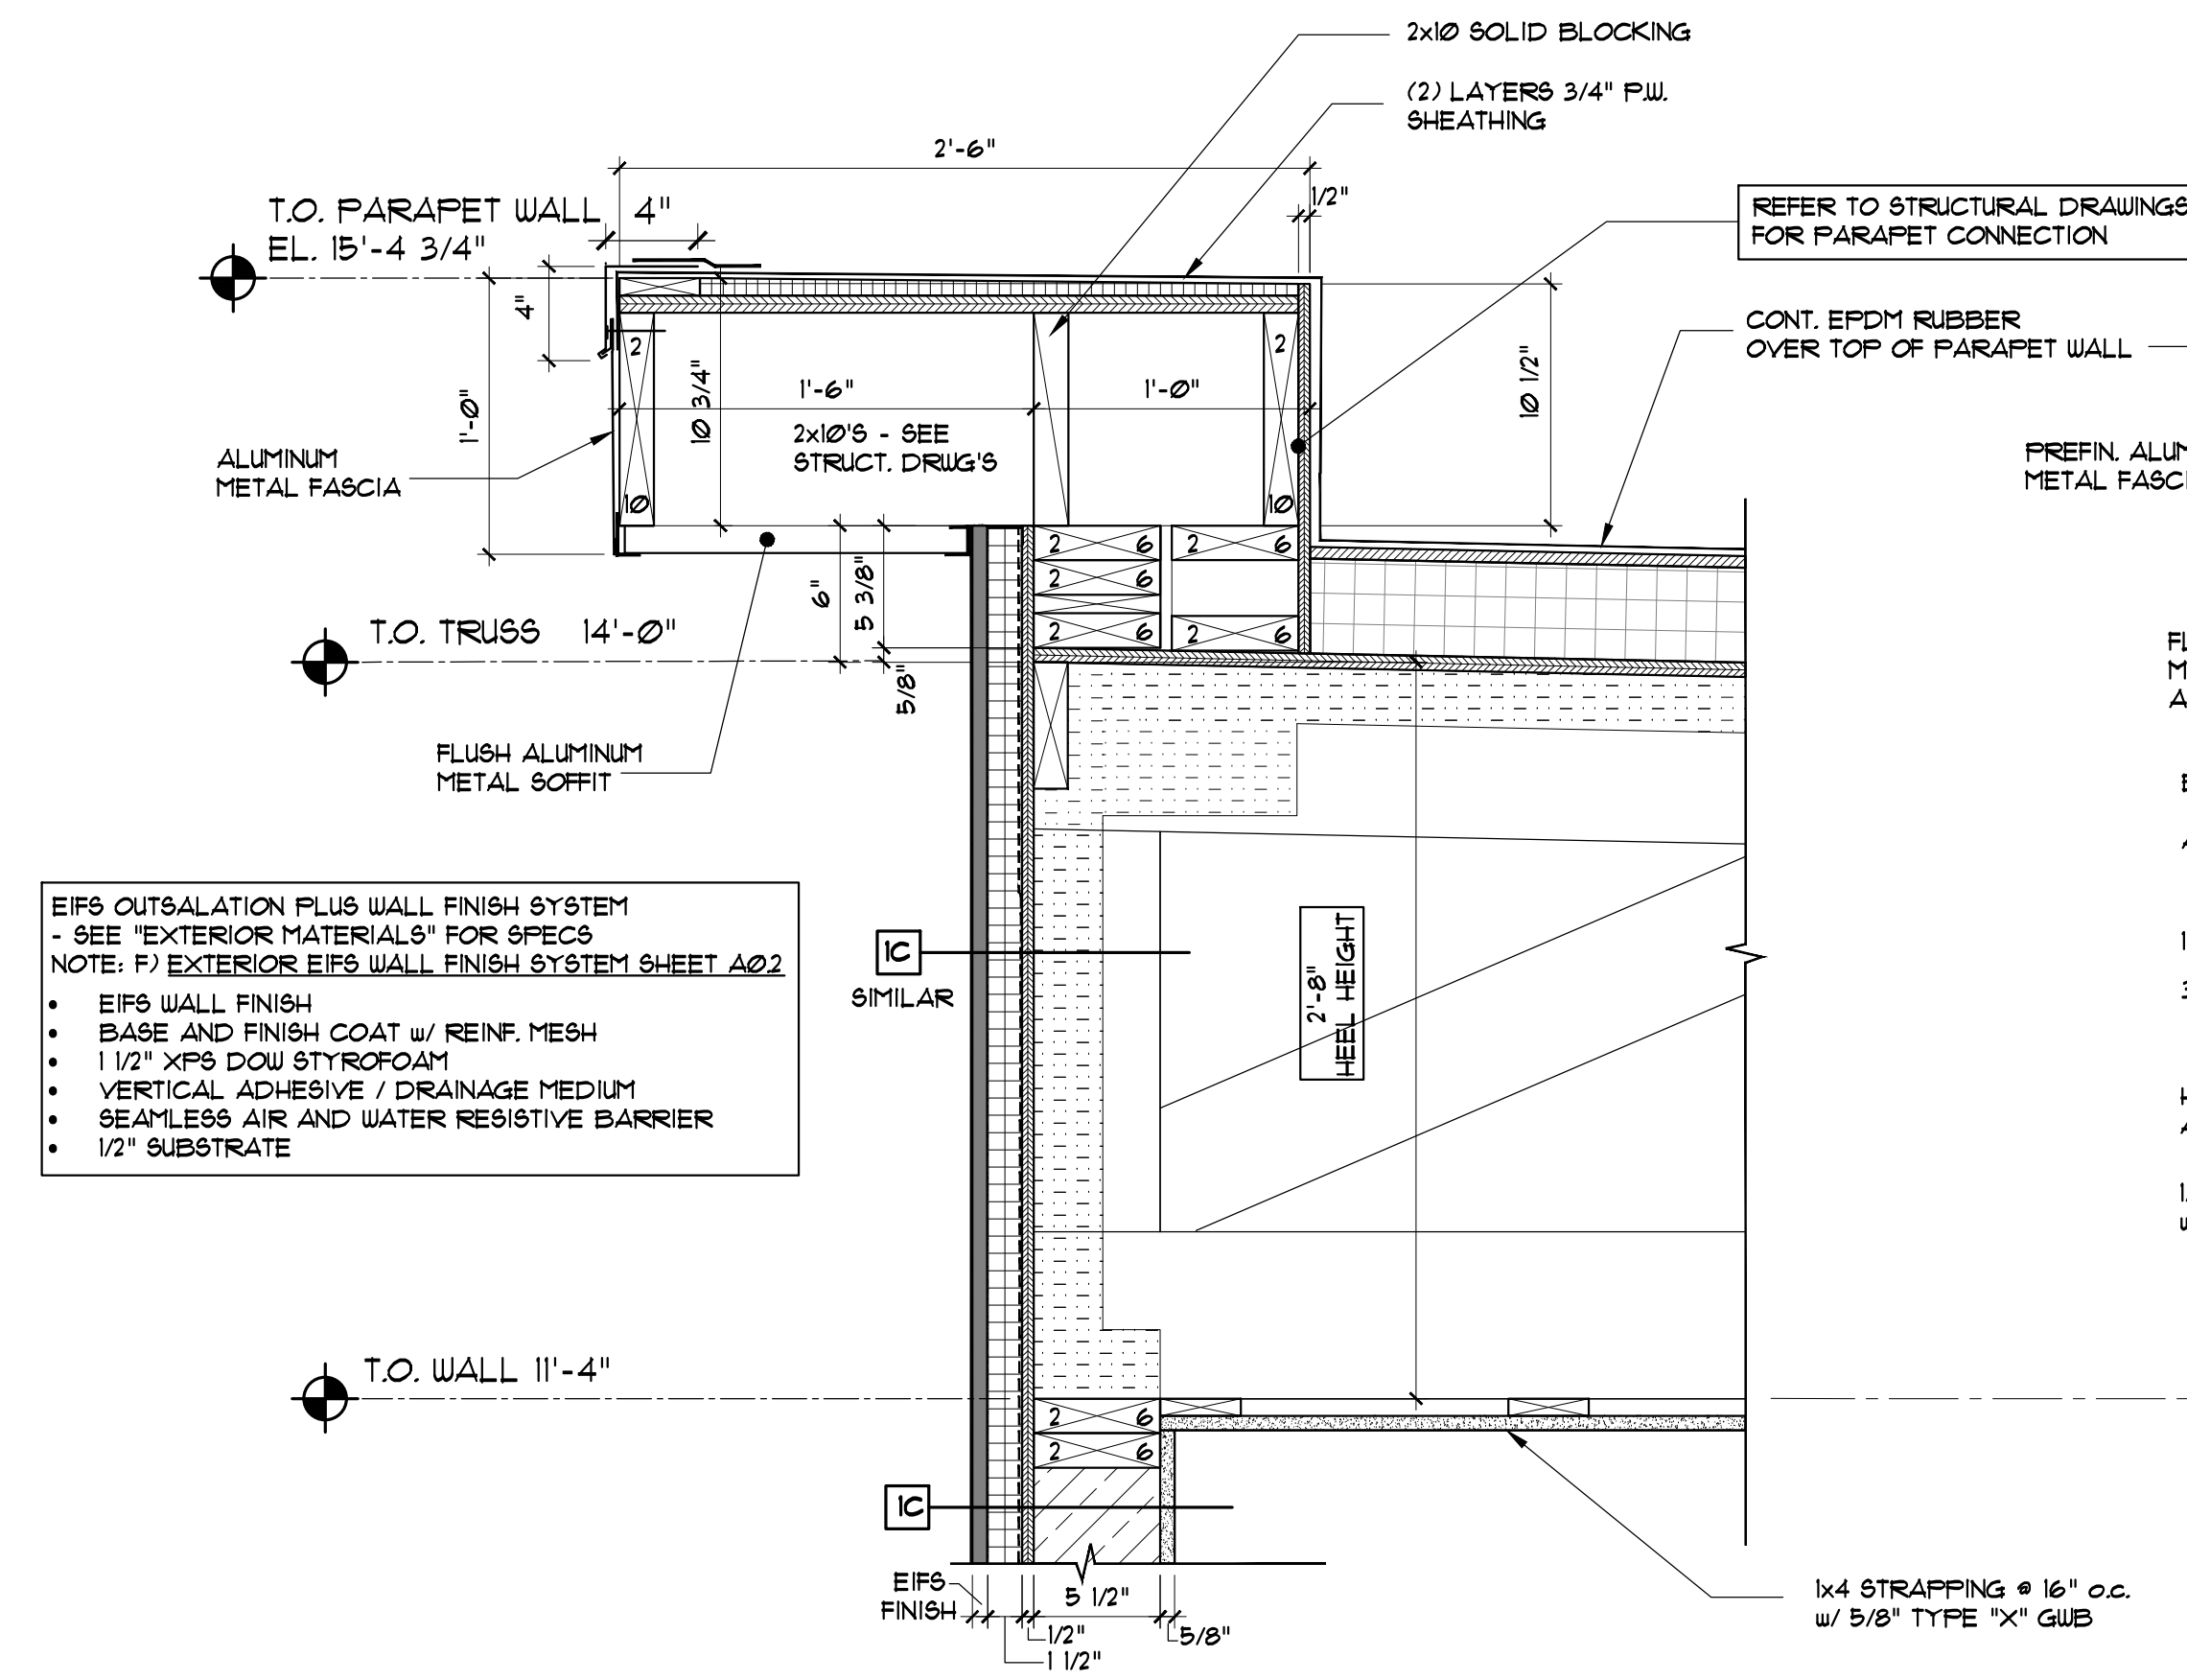 2x10 SOLID BLOCKING
(2) LAYERS 3/4" P.W.
SHEATHING
2'-6"
1/2"
T.O. PARAPET WALL
EL. 15'-4 3/4"
4"
REFER TO STRUCTURAL DRAWINGS
FOR PARAPET CONNECTION
4"
1'-0"
10 3/4"
2
10
1'-6"
1'-0"
2x10'S - SEE
STRUCT. DRWG'S
2
10
10 1/2"
CONT. EPDM RUBBER
OVER TOP OF PARAPET WALL
ALUMINUM
METAL FASCIA
PREFIN. ALUM
METAL FASCI
2 6
2 6
2 6
2 6
2 6
6"
5 3/8"
5/8"
T.O. TRUSS 14'-0"
FLUSH ALUMINUM
METAL SOFFIT
EIFS OUTSALATION PLUS WALL FINISH SYSTEM
- SEE "EXTERIOR MATERIALS" FOR SPECS
NOTE: F) EXTERIOR EIFS WALL FINISH SYSTEM SHEET A0.2
• EIFS WALL FINISH
• BASE AND FINISH COAT w/ REINF. MESH
• 1 1/2" XPS DOW STYROFOAM
• VERTICAL ADHESIVE / DRAINAGE MEDIUM
• SEAMLESS AIR AND WATER RESISTIVE BARRIER
• 1/2" SUBSTRATE
1C
SIMILAR
2'-8"
HEEL HEIGHT
T.O. WALL 11'-4"
2 6
2 6
1C
EIFS
FINISH
5 1/2"
1/2"
1 1/2"
5/8"
1x4 STRAPPING @ 16" o.c.
w/ 5/8" TYPE "X" GWB